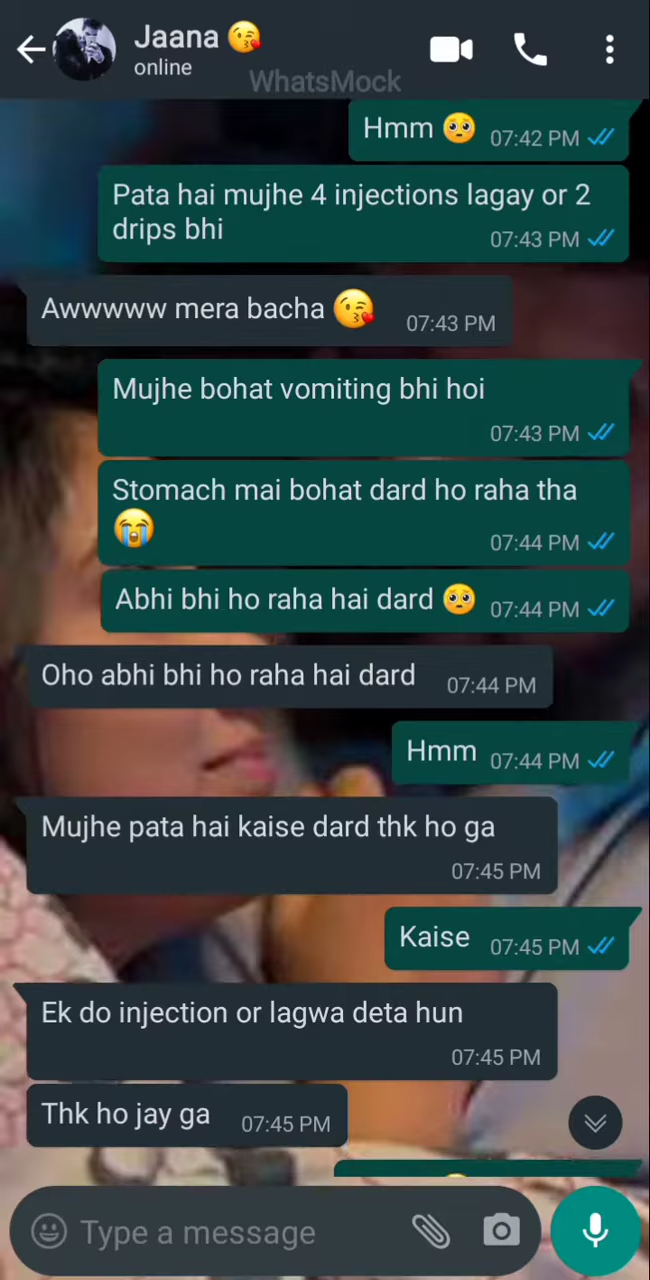 Jaana 😘
online
WhatsMock
Hmm 🥺 07:42 PM
Pata hai mujhe 4 injections lagay or 2
drips bhi
07:43 PM
Awwwww mera bacha 😘 07:43 PM
Mujhe bohat vomiting bhi hoi
07:43 PM
Stomach mai bohat dard ho raha tha
😭 07:44 PM
Abhi bhi ho raha hai dard 🥺 07:44 PM
Oho abhi bhi ho raha hai dard 07:44 PM
Hmm 07:44 PM
Mujhe pata hai kaise dard thk ho ga
07:45 PM
Kaise 07:45 PM
Ek do injection or lagwa deta hun
07:45 PM
Thk ho jay ga 07:45 PM
Type a message